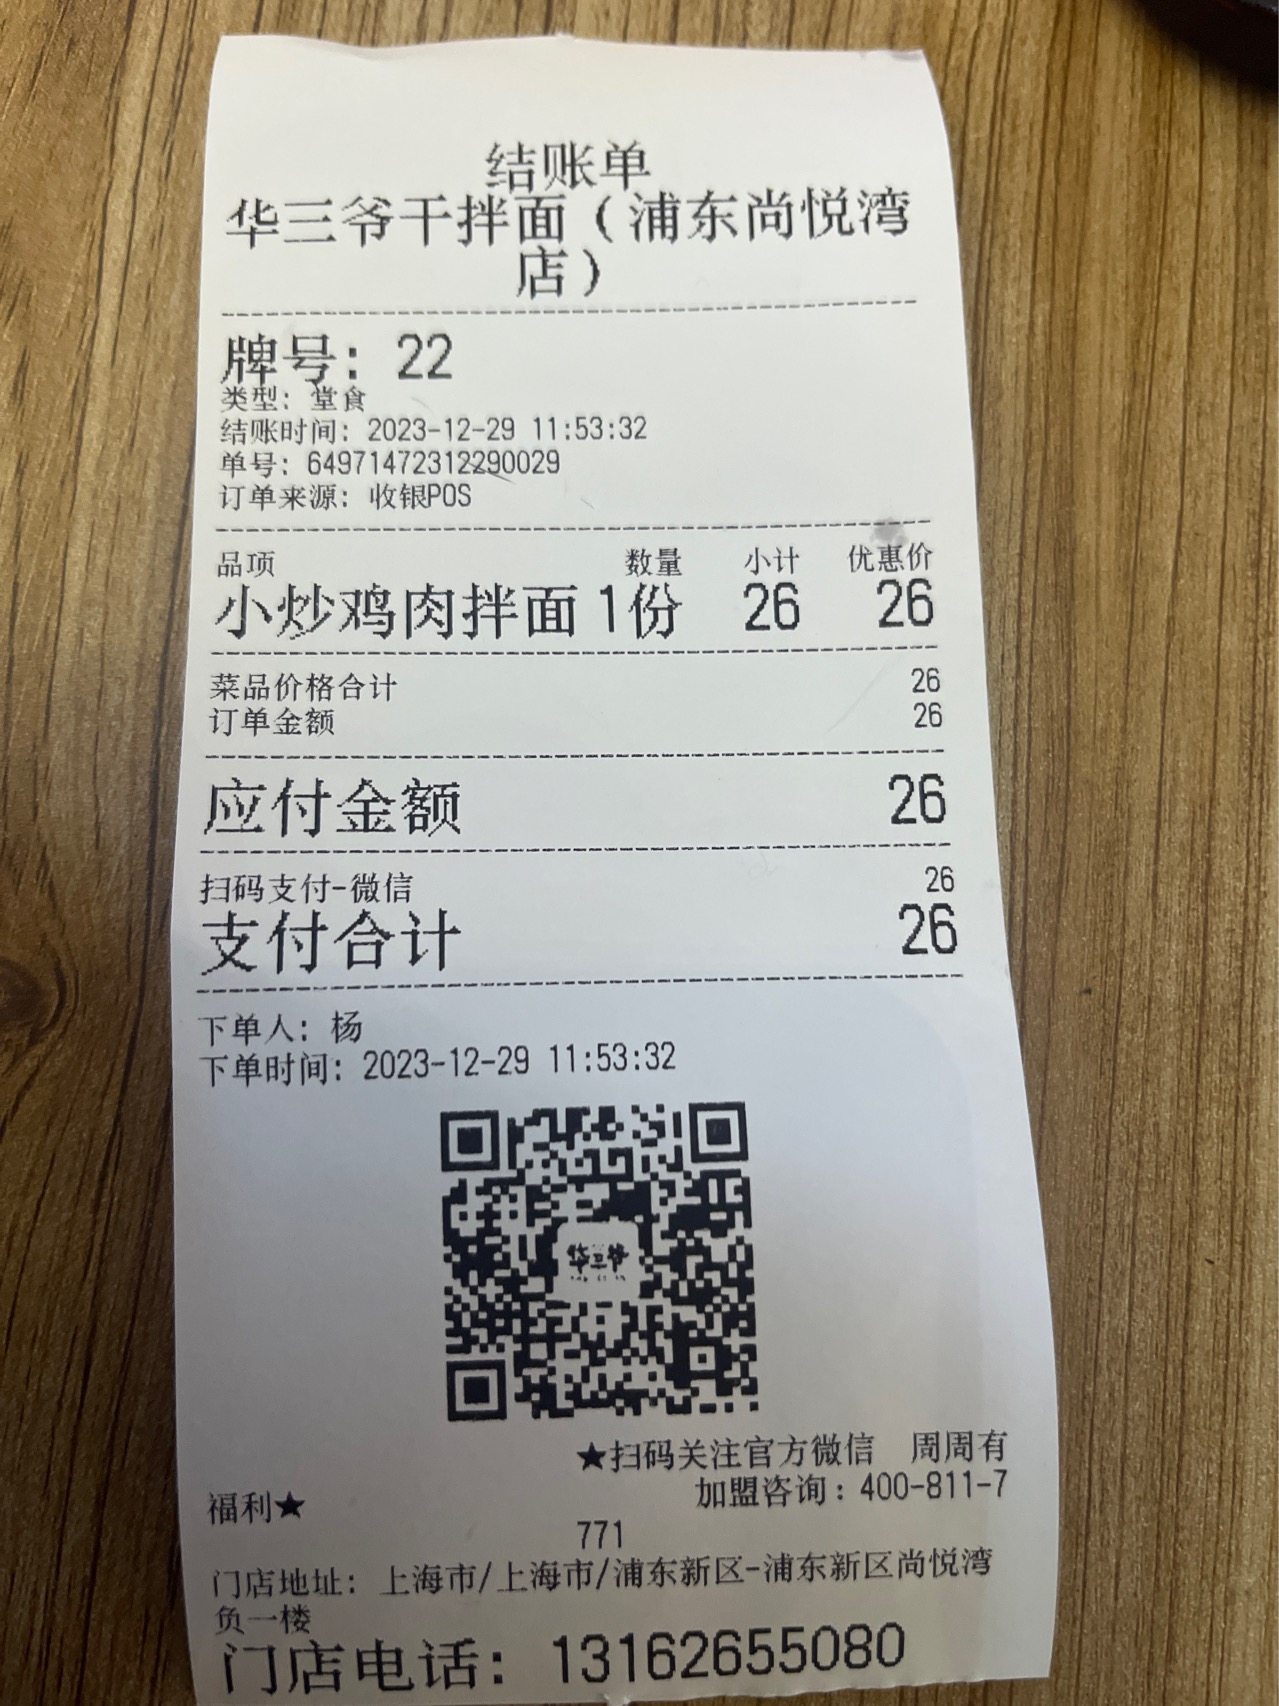 结账单
华三爷干拌面（浦东尚悦湾
店）
牌号：22
类型：堂食
结账时间：2023-12-29 11:53:32
单号：64971472312290029
订单来源：收银POS
品项 数量 小计 优惠价
小炒鸡肉拌面 1份 26 26
菜品价格合计 26
订单金额 26
应付金额 26
扫码支付-微信 26
支付合计 26
下单人：杨
下单时间：2023-12-29 11:53:32
华三爷
★扫码关注官方微信 周周有
福利★
加盟咨询：400-811-7
771
门店地址：上海市/上海市/浦东新区-浦东新区尚悦湾
负一楼
门店电话：13162655080